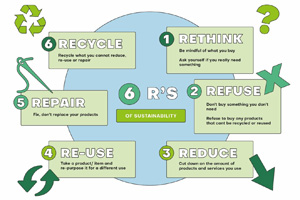 6 RECYCLE
Recycle what you cannot reduce,
re-use or repair
1 RETHINK
Be mindful of what you buy
Ask yourself if you really need
something
6 R'S
OF SUSTAINABILITY
2 REFUSE
Don't buy something you don't
need
Refuse to buy any products
that cant be recycled or reused
5 REPAIR
Fix, don't replace your products
4 RE-USE
Take a product/ item and
re-purpose it for a different use
3 REDUCE
Cut down on the amount of
products and services you use